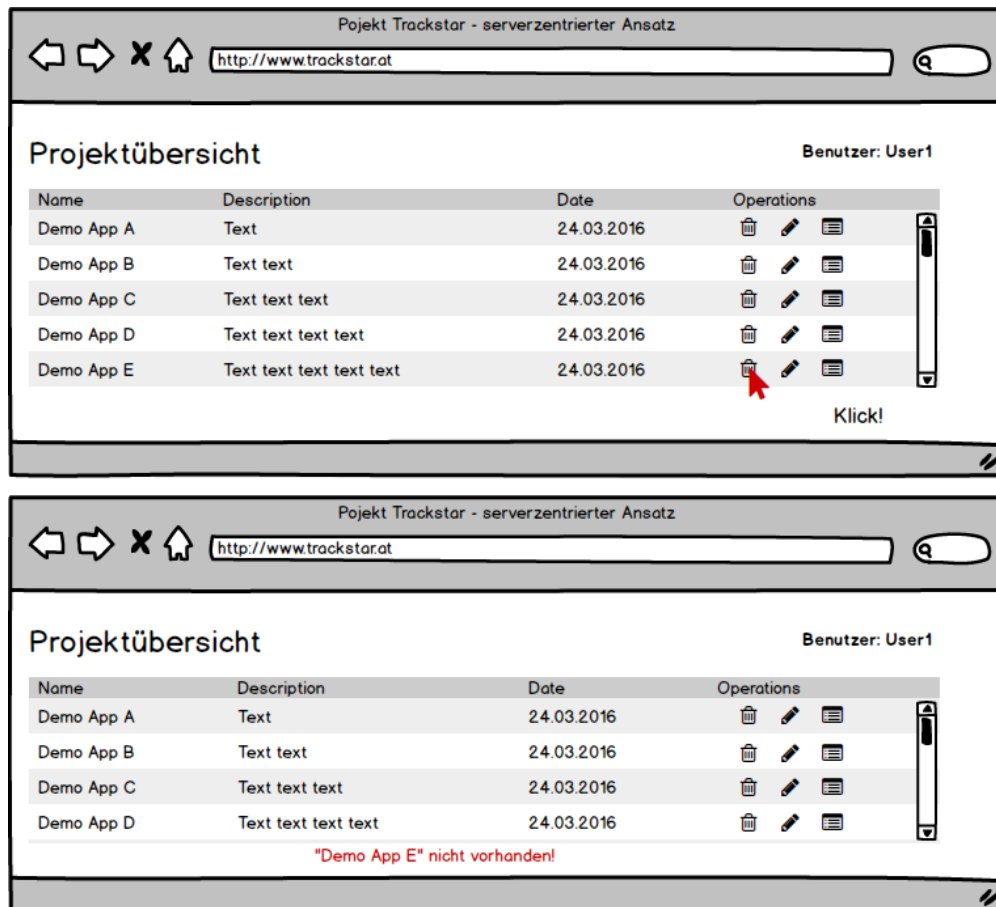 Pojekt Trackstar - serverzentrierter Ansatz
http://www.trackstar.at
Projektübersicht
Benutzer: User1
Name Description Date Operations
Demo App A Text 24.03.2016
Demo App B Text text 24.03.2016
Demo App C Text text text 24.03.2016
Demo App D Text text text text 24.03.2016
Demo App E Text text text text text 24.03.2016
Klick!
Pojekt Trackstar - serverzentrierter Ansatz
http://www.trackstar.at
Projektübersicht
Benutzer: User1
Name Description Date Operations
Demo App A Text 24.03.2016
Demo App B Text text 24.03.2016
Demo App C Text text text 24.03.2016
Demo App D Text text text text 24.03.2016
"Demo App E" nicht vorhanden!